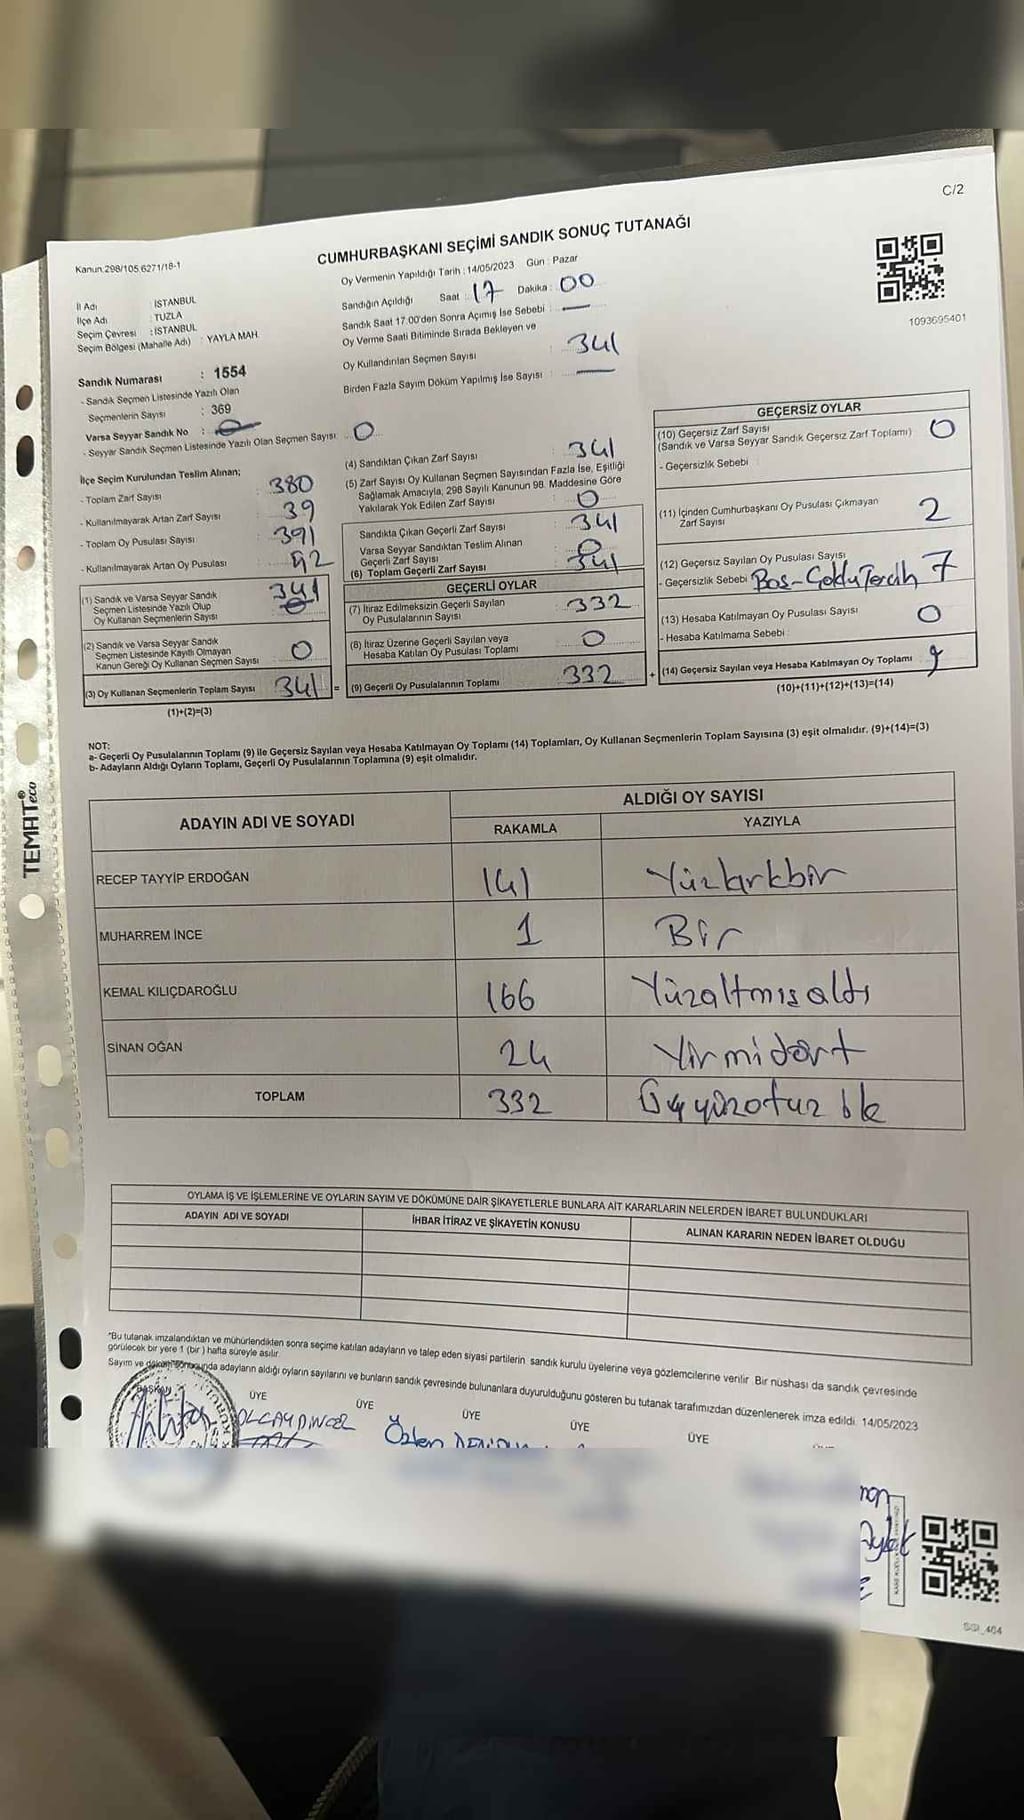 C/2
CUMHURBAŞKANI SEÇİMİ SANDIK SONUÇ TUTANAĞI
Kanun:298/105,6271/18-1
Oy Vermenin Yapıldığı Tarih : 14/05/2023 Gün : Pazar
İl Adı : İSTANBUL
İlçe Adı : TUZLA
Seçim Çevresi : İSTANBUL
Seçim Bölgesi (Mahalle Adı) : YAYLA MAH.
Sandığın Açıldığı Saat : 17 Dakika : 00
Sandık Saat 17:00'den Sonra Açımış İse Sebebi : —
Oy Verme Saati Bitiminde Sırada Bekleyen ve
Oy Kullandırılan Seçmen Sayısı : 341
Birden Fazla Sayım Döküm Yapılmış İse Sayısı : —
1093695401
Sandık Numarası : 1554
- Sandık Seçmen Listesinde Yazılı Olan
Seçmenlerin Sayısı : 369
Varsa Seyyar Sandık No :
- Seyyar Sandık Seçmen Listesinde Yazılı Olan Seçmen Sayısı : 0
İlçe Seçim Kurulundan Teslim Alınan;
- Toplam Zarf Sayısı : 380
- Kullanılmayarak Artan Zarf Sayısı : 39
- Toplam Oy Pusulası Sayısı : 391
- Kullanılmayarak Artan Oy Pusulası
(1) Sandık ve Varsa Seyyar Sandık
Seçmen Listesinde Yazılı Olup
Oy Kullanan Seçmenlerin Sayısı : 341
(2) Sandık ve Varsa Seyyar Sandık
Seçmen Listesinde Kayıtlı Olmayan
Kanun Gereği Oy Kullanan Seçmen Sayısı : 0
(3) Oy Kullanan Seçmenlerin Toplam Sayısı 341 =
(1)+(2)=(3)
(4) Sandıktan Çıkan Zarf Sayısı : 341
(5) Zarf Sayısı Oy Kullanan Seçmen Sayısından Fazla İse, Eşitliği
Sağlamak Amacıyla, 298 Sayılı Kanunun 98. Maddesine Göre
Yakılarak Yok Edilen Zarf Sayısı : 0
Sandıkta Çıkan Geçerli Zarf Sayısı : 341
Varsa Seyyar Sandıktan Teslim Alınan
Geçerli Zarf Sayısı : 0
(6) Toplam Geçerli Zarf Sayısı : 341
GEÇERLİ OYLAR
(7) İtiraz Edilmeksizin Geçerli Sayılan
Oy Pusulalarının Sayısı : 332
(8) İtiraz Üzerine Geçerli Sayılan veya
Hesaba Katılan Oy Pusulası Toplamı : 0
(9) Geçerli Oy Pusulalarının Toplamı : 332 +
GEÇERSİZ OYLAR
(10) Geçersiz Zarf Sayısı
(Sandık ve Varsa Seyyar Sandık Geçersiz Zarf Toplamı) : 0
- Geçersizlik Sebebi :
(11) İçinden Cumhurbaşkanı Oy Pusulası Çıkmayan
Zarf Sayısı : 2
(12) Geçersiz Sayılan Oy Pusulası Sayısı : 7
- Geçersizlik Sebebi : Boş-Çoklu Tercih
(13) Hesaba Katılmayan Oy Pusulası Sayısı : 0
- Hesaba Katılmama Sebebi :
(14) Geçersiz Sayılan veya Hesaba Katılmayan Oy Toplamı : 9
(10)+(11)+(12)+(13)=(14)
NOT:
a- Geçerli Oy Pusulalarının Toplamı (9) ile Geçersiz Sayılan veya Hesaba Katılmayan Oy Toplamı (14) Toplamları, Oy Kullanan Seçmenlerin Toplam Sayısına (3) eşit olmalıdır. (9)+(14)=(3)
b- Adayların Aldığı Oyların Toplamı, Geçerli Oy Pusulalarının Toplamına (9) eşit olmalıdır.
ADAYIN ADI VE SOYADI
ALDIĞI OY SAYISI
RAKAMLA YAZIYLA
RECEP TAYYİP ERDOĞAN 141 Yüzkırkbir
MUHARREM İNCE 1 Bir
KEMAL KILIÇDAROĞLU 166 Yüzaltmışaltı
SİNAN OĞAN 24 Yirmidört
TOPLAM 332 Üçyüzotuz
OYLAMA İŞ VE İŞLEMLERİNE VE OYLARIN SAYIM VE DÖKÜMÜNE DAİR ŞİKAYETLERLE BUNLARA AİT KARARLARIN NELERDEN İBARET BULUNDUKLARI
ADAYIN ADI VE SOYADI İHBAR İTİRAZ VE ŞİKAYETİN KONUSU ALINAN KARARIN NEDEN İBARET OLDUĞU
*Bu tutanak imzalandıktan ve mühürlendikten sonra seçime katılan adayların ve talep eden siyasi partilerin sandık kurulu üyelerine veya gözlemcilerine verilir. Bir nüshası da sandık çevresinde
görülecek bir yere 1 (bir ) hafta süreyle asılır.
Sayım ve döküm sonucunda adayların aldığı oyların sayılarını ve bunların sandık çevresinde bulunanlara duyurulduğunu gösteren bu tutanak tarafımızdan düzenlenerek imza edildi. 14/05/2023
BAŞKAN ÜYE ÜYE ÜYE ÜYE ÜYE
OLCAY DİNÇEL
Özlem
SGI_464
TEMAT® eco